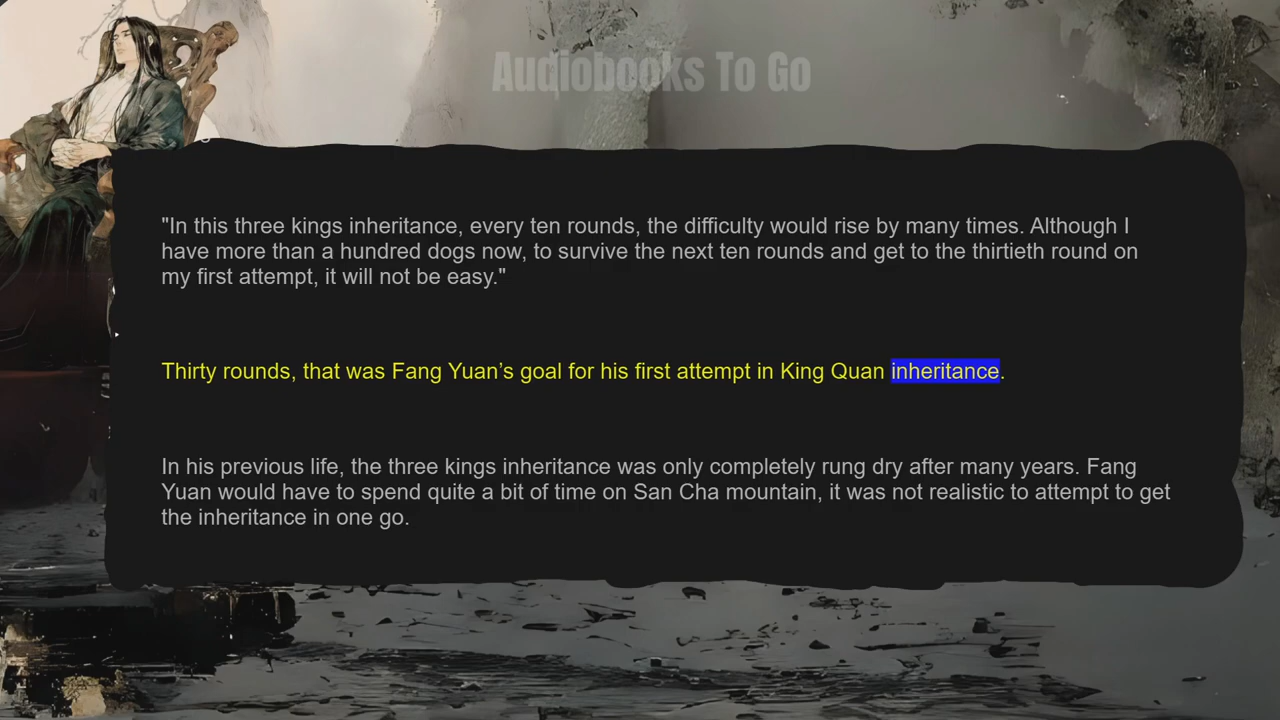 Audiobooks To Go
"In this three kings inheritance, every ten rounds, the difficulty would rise by many times. Although I
have more than a hundred dogs now, to survive the next ten rounds and get to the thirtieth round on
my first attempt, it will not be easy."
Thirty rounds, that was Fang Yuan’s goal for his first attempt in King Quan inheritance.
In his previous life, the three kings inheritance was only completely rung dry after many years. Fang
Yuan would have to spend quite a bit of time on San Cha mountain, it was not realistic to attempt to get
the inheritance in one go.